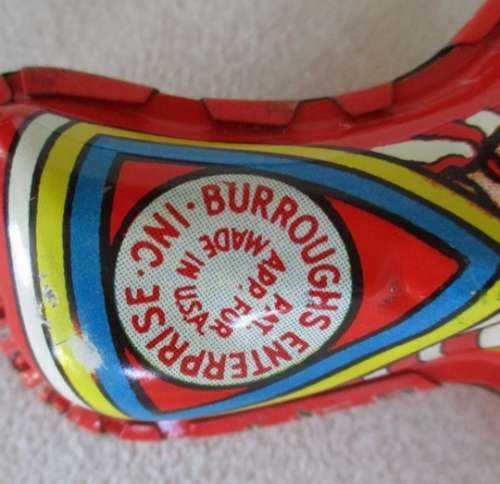 BURROUGHS ENTERPRISE·INC·
MADE IN USA
PAT.
APP. FOR